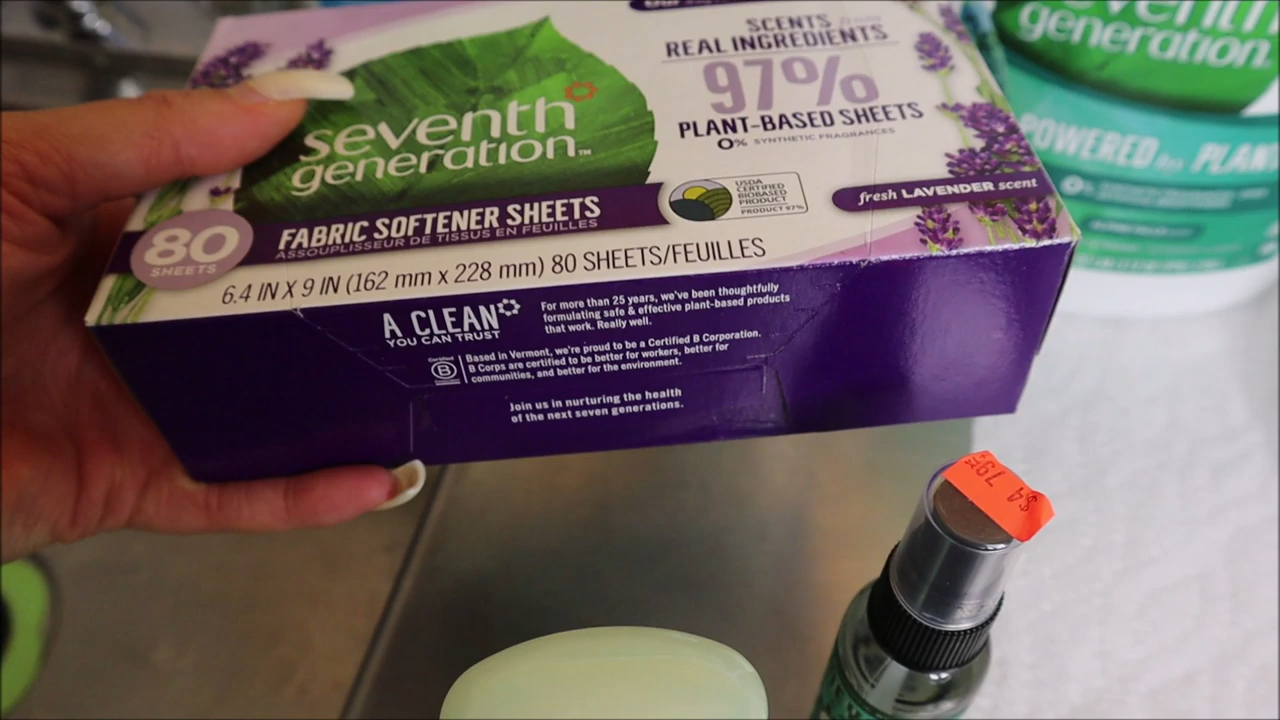 SCENTS from
REAL INGREDIENTS
97%
PLANT-BASED SHEETS
0% SYNTHETIC FRAGRANCES
seventh
generation.™
USDA
CERTIFIED
BIOBASED
PRODUCT
PRODUCT 97%
fresh LAVENDER scent
80
SHEETS
FABRIC SOFTENER SHEETS
ASSOUPLISSEUR DE TISSUS EN FEUILLES
6.4 IN X 9 IN (162 mm x 228 mm) 80 SHEETS/FEUILLES
A CLEAN
YOU CAN TRUST
For more than 25 years, we've been thoughtfully
formulating safe & effective plant-based products
that work. Really well.
Certified
B
Based in Vermont, we're proud to be a Certified B Corporation.
B Corps are certified to be better for workers, better for
communities, and better for the environment.
Join us in nurturing the health
of the next seven generations.
seventh
generation.
POWERED by PLANT
$4.79